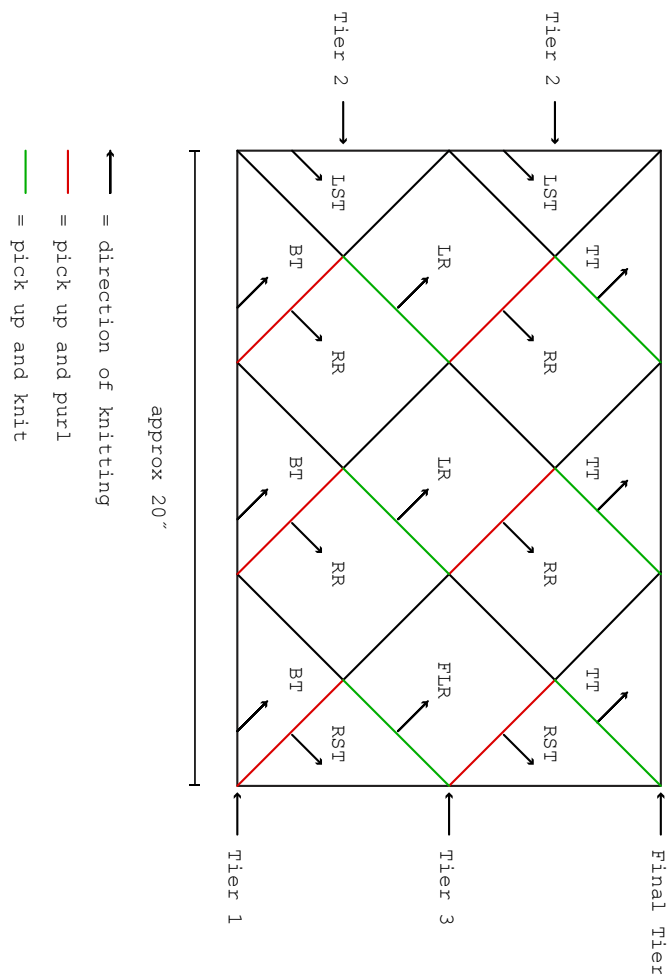 Final Tier
TT TT TT
Tier 2 LST RR RR RST
LR LR FLR Tier 3
Tier 2 LST RR RR RST
BT BT BT
Tier 1
approx 20″
= direction of knitting
= pick up and purl
= pick up and knit